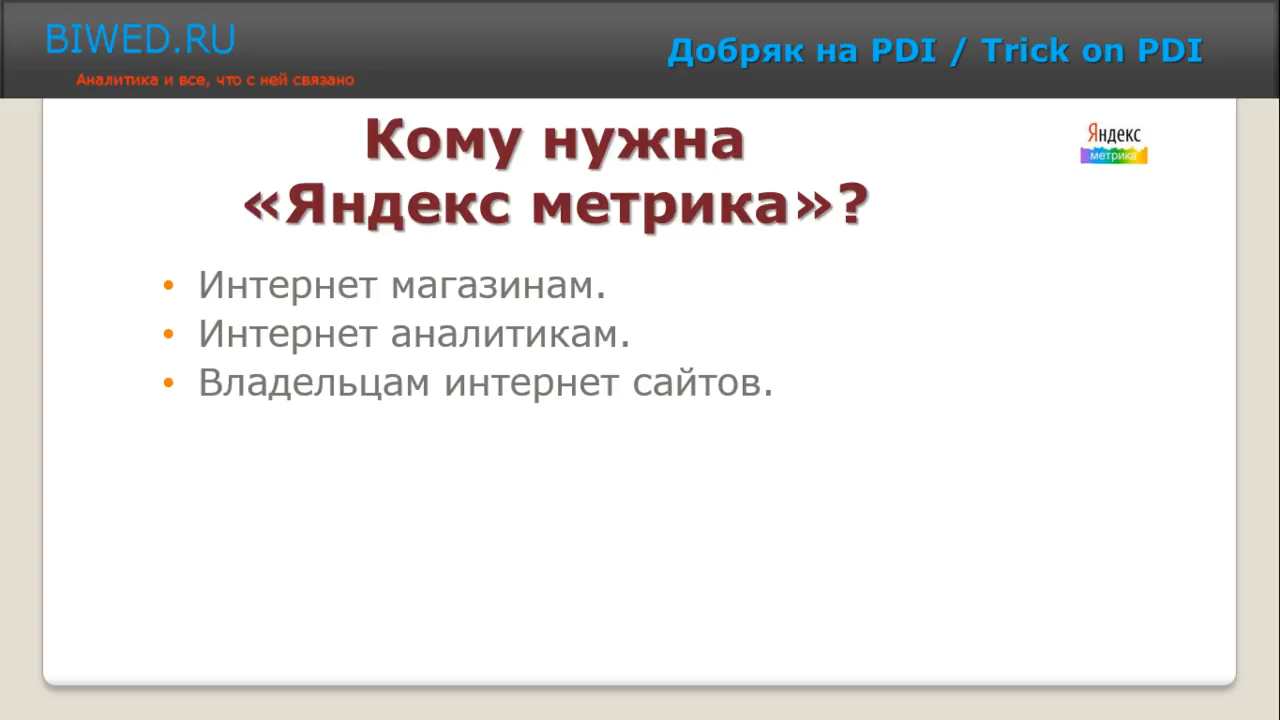 BIWED.RU
Аналитика и все, что с ней связано
Добряк на PDI / Trick on PDI
Кому нужна
«Яндекс метрика»?
Яндекс
метрика
• Интернет магазинам.
• Интернет аналитикам.
• Владельцам интернет сайтов.